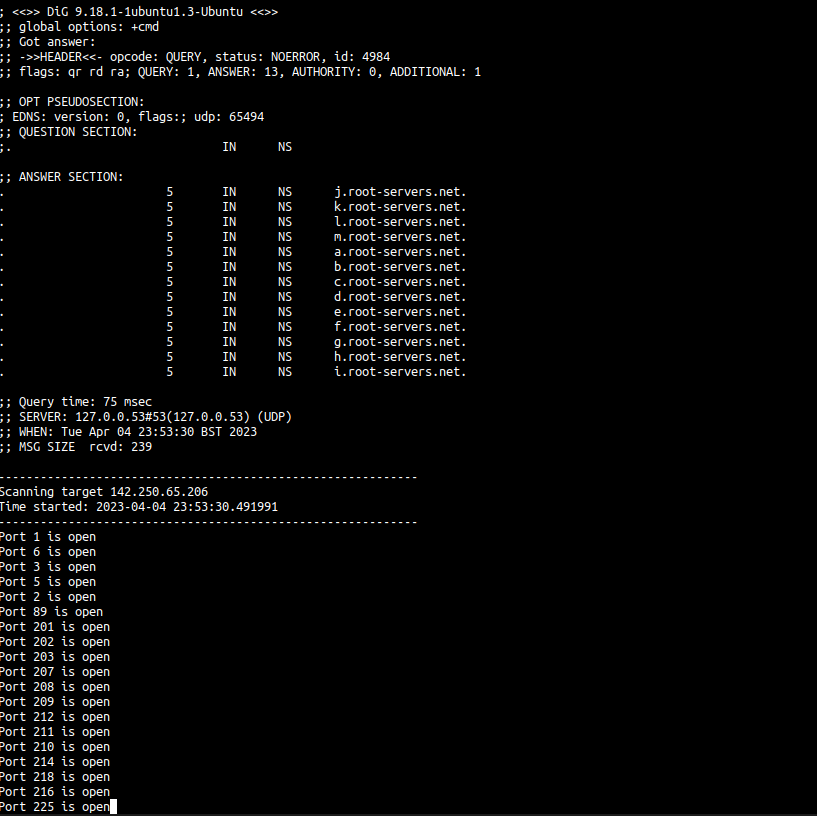 ; <<>> DiG 9.18.1-1ubuntu1.3-Ubuntu <<>>
;; global options: +cmd
;; Got answer:
;; ->>HEADER<<- opcode: QUERY, status: NOERROR, id: 4984
;; flags: qr rd ra; QUERY: 1, ANSWER: 13, AUTHORITY: 0, ADDITIONAL: 1
;; OPT PSEUDOSECTION:
; EDNS: version: 0, flags:; udp: 65494
;; QUESTION SECTION:
;. IN NS
;; ANSWER SECTION:
. 5 IN NS j.root-servers.net.
. 5 IN NS k.root-servers.net.
. 5 IN NS l.root-servers.net.
. 5 IN NS m.root-servers.net.
. 5 IN NS a.root-servers.net.
. 5 IN NS b.root-servers.net.
. 5 IN NS c.root-servers.net.
. 5 IN NS d.root-servers.net.
. 5 IN NS e.root-servers.net.
. 5 IN NS f.root-servers.net.
. 5 IN NS g.root-servers.net.
. 5 IN NS h.root-servers.net.
. 5 IN NS i.root-servers.net.
;; Query time: 75 msec
;; SERVER: 127.0.0.53#53(127.0.0.53) (UDP)
;; WHEN: Tue Apr 04 23:53:30 BST 2023
;; MSG SIZE  rcvd: 239
------------------------------------------------------------
Scanning target 142.250.65.206
Time started: 2023-04-04 23:53:30.491991
------------------------------------------------------------
Port 1 is open
Port 6 is open
Port 3 is open
Port 5 is open
Port 2 is open
Port 89 is open
Port 201 is open
Port 202 is open
Port 203 is open
Port 207 is open
Port 208 is open
Port 209 is open
Port 212 is open
Port 211 is open
Port 210 is open
Port 214 is open
Port 218 is open
Port 216 is open
Port 225 is open